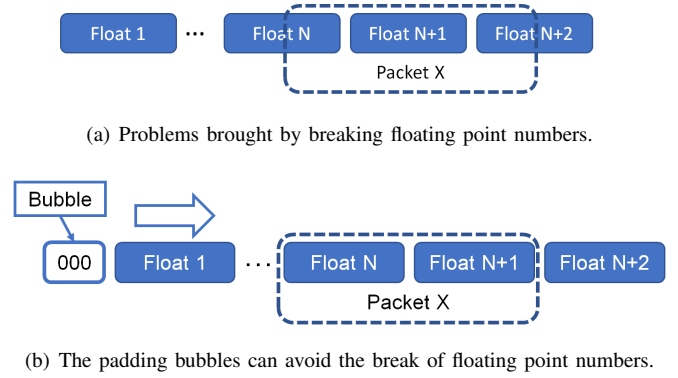 Float 1 ... Float N Float N+1 Float N+2
Packet X
(a) Problems brought by breaking floating point numbers.
Bubble
000 Float 1 ... Float N Float N+1 Float N+2
Packet X
(b) The padding bubbles can avoid the break of floating point numbers.